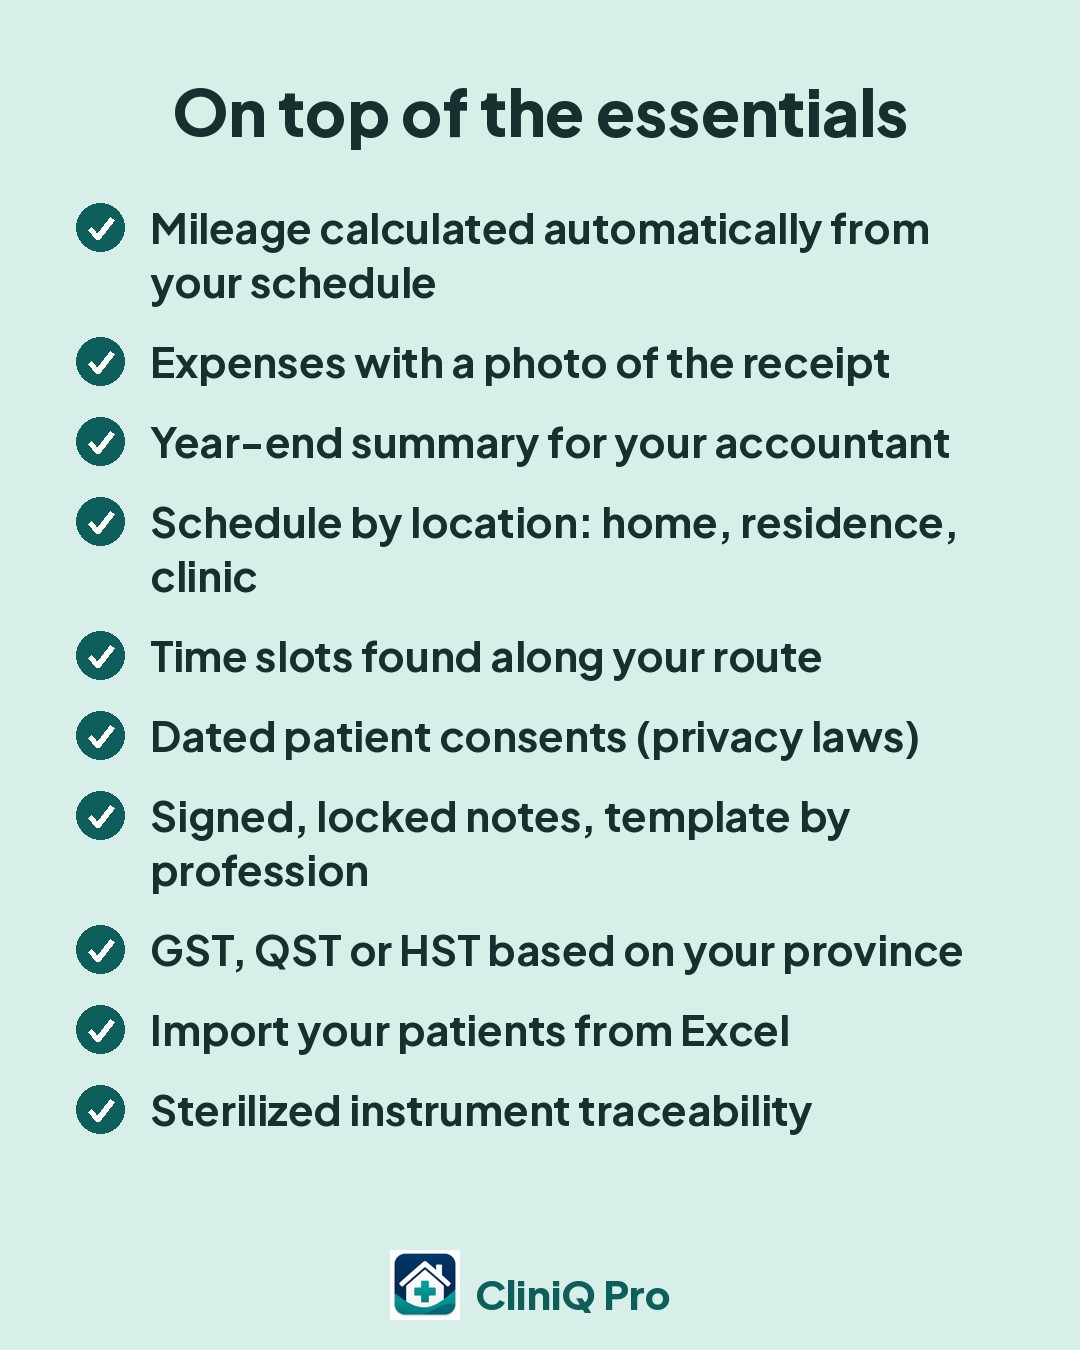 On top of the essentials
Mileage calculated automatically from
your schedule
Expenses with a photo of the receipt
Year-end summary for your accountant
Schedule by location: home, residence,
clinic
Time slots found along your route
Dated patient consents (privacy laws)
Signed, locked notes, template by
profession
GST, QST or HST based on your province
Import your patients from Excel
Sterilized instrument traceability
CliniQ Pro